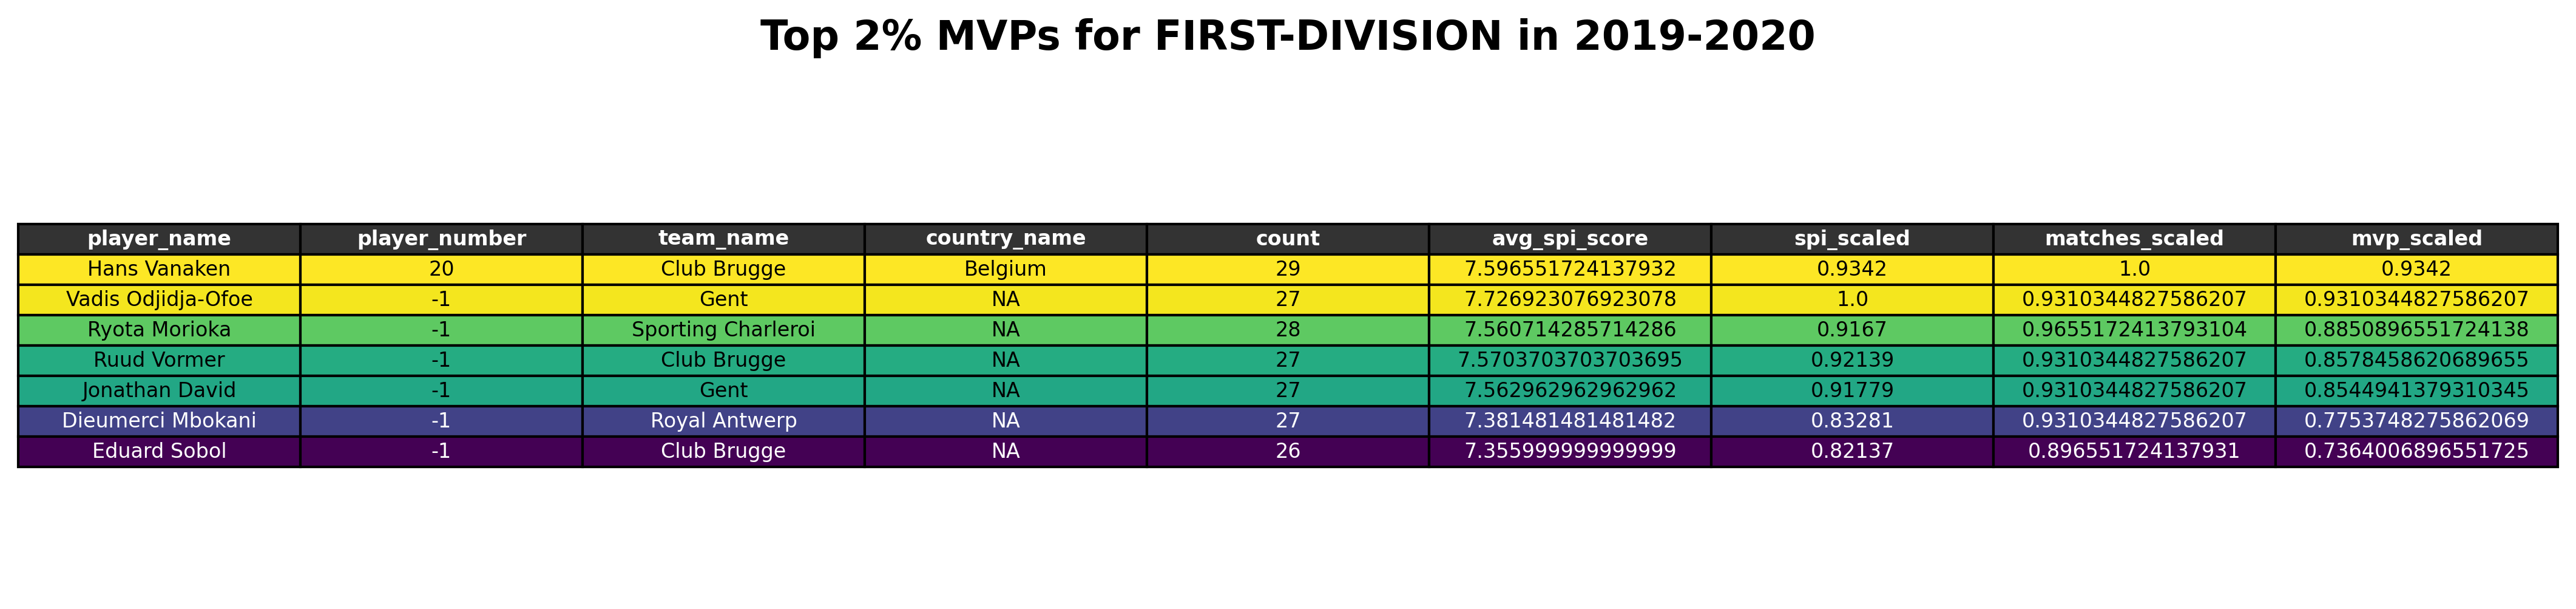 Top 2% MVPs for FIRST-DIVISION in 2019-2020
player_name player_number team_name country_name count avg_spi_score spi_scaled matches_scaled mvp_scaled
Hans Vanaken 20 Club Brugge Belgium 29 7.596551724137932 0.9342 1.0 0.9342
Vadis Odjidja-Ofoe -1 Gent NA 27 7.726923076923078 1.0 0.9310344827586207 0.9310344827586207
Ryota Morioka -1 Sporting Charleroi NA 28 7.560714285714286 0.9167 0.9655172413793104 0.8850896551724138
Ruud Vormer -1 Club Brugge NA 27 7.5703703703703695 0.92139 0.9310344827586207 0.8578458620689655
Jonathan David -1 Gent NA 27 7.562962962962962 0.91779 0.9310344827586207 0.8544941379310345
Dieumerci Mbokani -1 Royal Antwerp NA 27 7.381481481481482 0.83281 0.9310344827586207 0.7753748275862069
Eduard Sobol -1 Club Brugge NA 26 7.355999999999999 0.82137 0.896551724137931 0.7364006896551725